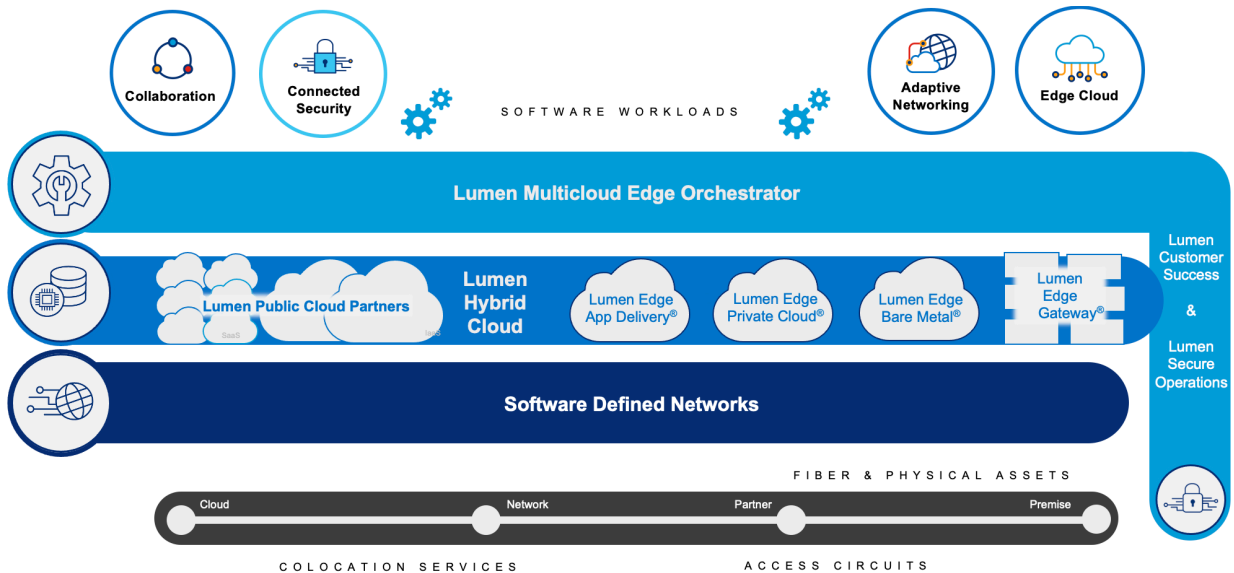 Collaboration
Connected
Security
SOFTWARE WORKLOADS
Adaptive
Networking
Edge Cloud
Lumen Multicloud Edge Orchestrator
Lumen Public Cloud Partners
SaaS
IaaS
Lumen
Hybrid
Cloud
Lumen Edge
App Delivery®
Lumen Edge
Private Cloud®
Lumen Edge
Bare Metal®
Lumen
Edge
Gateway®
Lumen
Customer
Success
&
Lumen
Secure
Operations
Software Defined Networks
FIBER & PHYSICAL ASSETS
Cloud
Network
Partner
Premise
COLOCATION SERVICES
ACCESS CIRCUITS